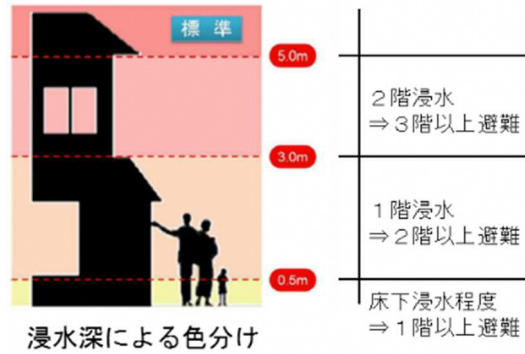 標 準
5.0m
２階浸水
⇒３階以上避難
3.0m
１階浸水
⇒２階以上避難
0.5m
床下浸水程度
⇒１階以上避難
浸水深による色分け